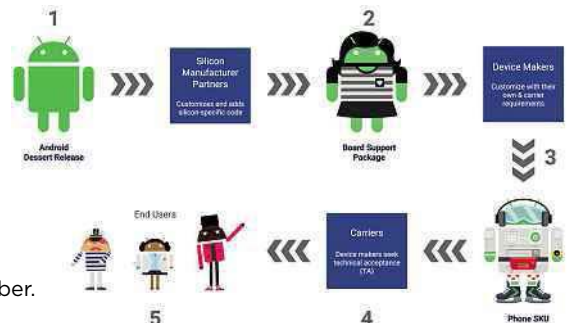 1
2
Silicon
Manufacturer
Partners
Customizes and adds
silicon-specific code
Device Makers
Customize with their
own & carrier
requirements
Android
Dessert Release
Board Support
Package
3
End Users
Carriers
Device makers seek
technical acceptance
(TA)
ber.
5
4
Phone SKU